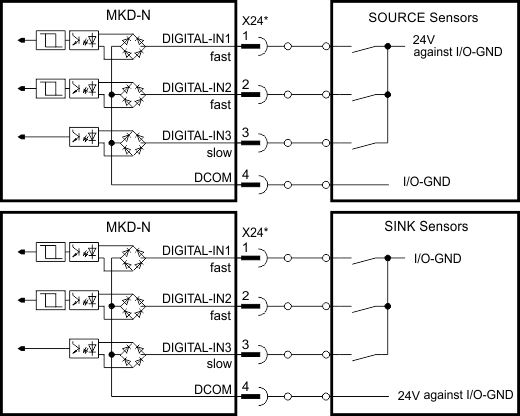 MKD-N
X24*
SOURCE Sensors
DIGITAL-IN1
1
24V
against I/O-GND
fast
DIGITAL-IN2
2
fast
DIGITAL-IN3
3
slow
DCOM
4
I/O-GND
MKD-N
X24*
SINK Sensors
DIGITAL-IN1
1
I/O-GND
fast
DIGITAL-IN2
2
fast
DIGITAL-IN3
3
slow
DCOM
4
24V against I/O-GND